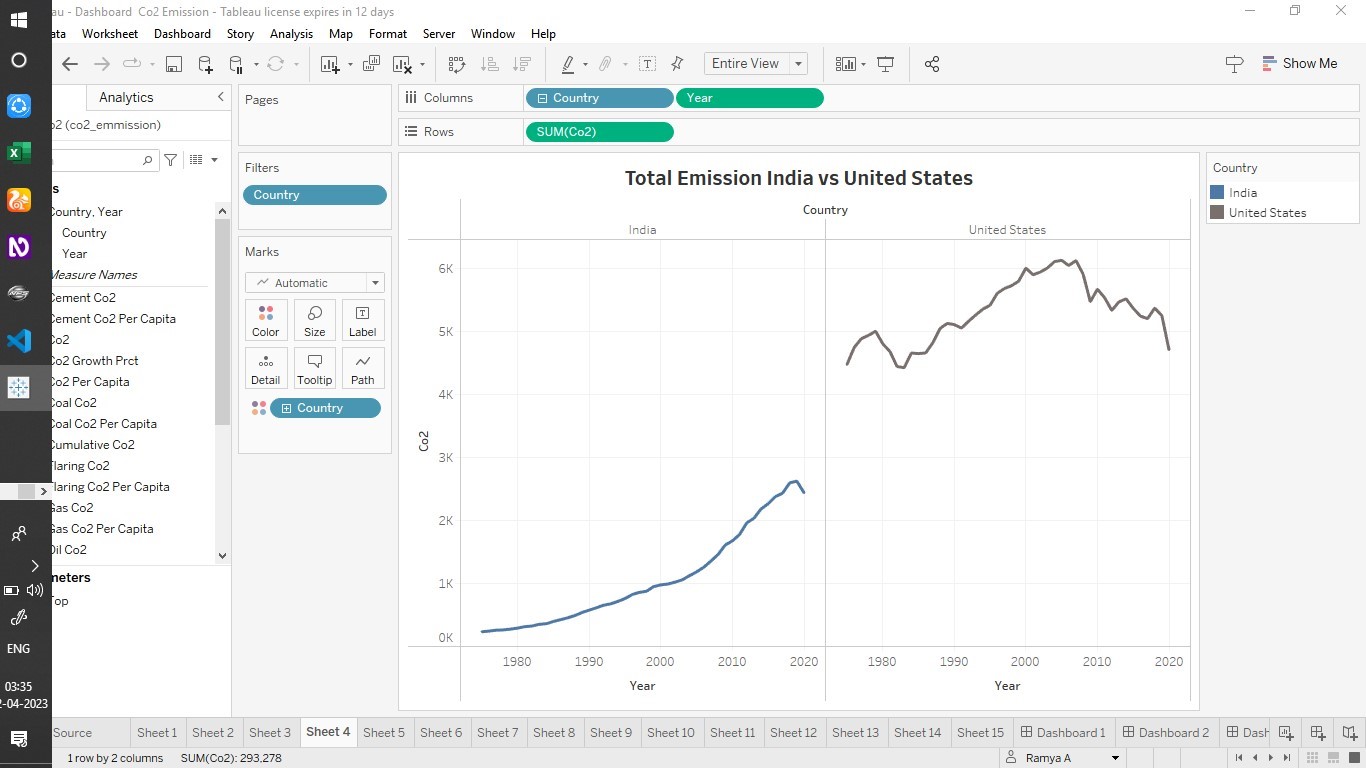 au - Dashboard Co2 Emission - Tableau license expires in 12 days
ata Worksheet Dashboard Story Analysis Map Format Server Window Help
Entire View
Show Me
Analytics
o2 (co2_emmission)
s
Country, Year
Country
Year
Measure Names
Cement Co2
Cement Co2 Per Capita
Co2
Co2 Growth Prct
Co2 Per Capita
Coal Co2
Coal Co2 Per Capita
Cumulative Co2
Flaring Co2
Flaring Co2 Per Capita
Gas Co2
Gas Co2 Per Capita
Oil Co2
neters
Top
Pages
Filters
Country
Marks
Automatic
Color Size Label
Detail Tooltip Path
Country
Columns Country Year
Rows SUM(Co2)
Total Emission India vs United States
Country
India United States
6K
5K
4K
3K
2K
1K
0K
Co2
1980 1990 2000 2010 2020 1980 1990 2000 2010 2020
Year Year
Country
India
United States
Source Sheet 1 Sheet 2 Sheet 3 Sheet 4 Sheet 5 Sheet 6 Sheet 7 Sheet 8 Sheet 9 Sheet 10 Sheet 11 Sheet 12 Sheet 13 Sheet 14 Sheet 15 Dashboard 1 Dashboard 2 Dash
1 row by 2 columns SUM(Co2): 293,278 Ramya A
ENG
03:35
2-04-2023